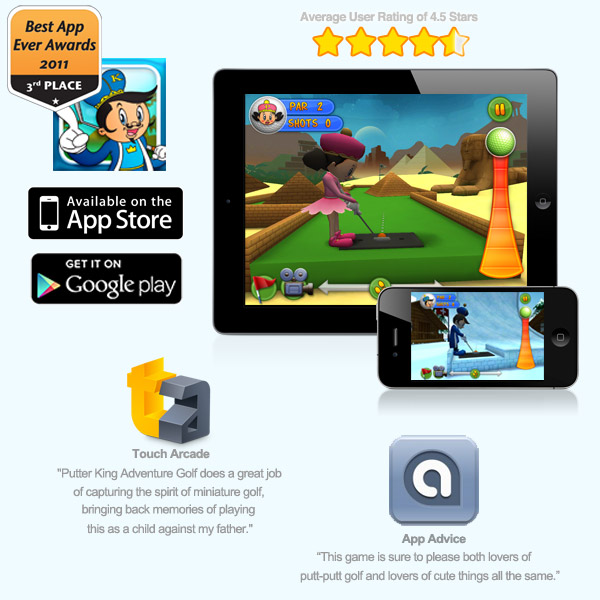 Best App
Ever Awards
2011
3rd PLACE
K
Average User Rating of 4.5 Stars
PAR 2
SHOTS 0
Available on the
App Store
GET IT ON
Google play
ta
Touch Arcade
"Putter King Adventure Golf does a great job
of capturing the spirit of miniature golf,
bringing back memories of playing
this as a child against my father."
a
App Advice
“This game is sure to please both lovers of
putt-putt golf and lovers of cute things all the same.”